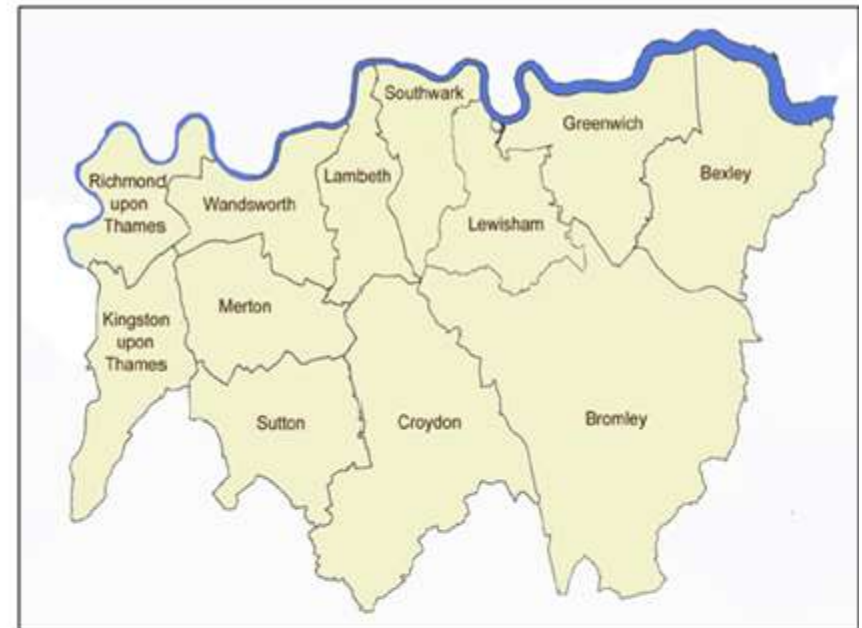 Southwark
Greenwich
Richmond
upon
Thames
Wandsworth
Lambeth
Bexley
Lewisham
Merton
Kingston
upon
Thames
Sutton
Croydon
Bromley